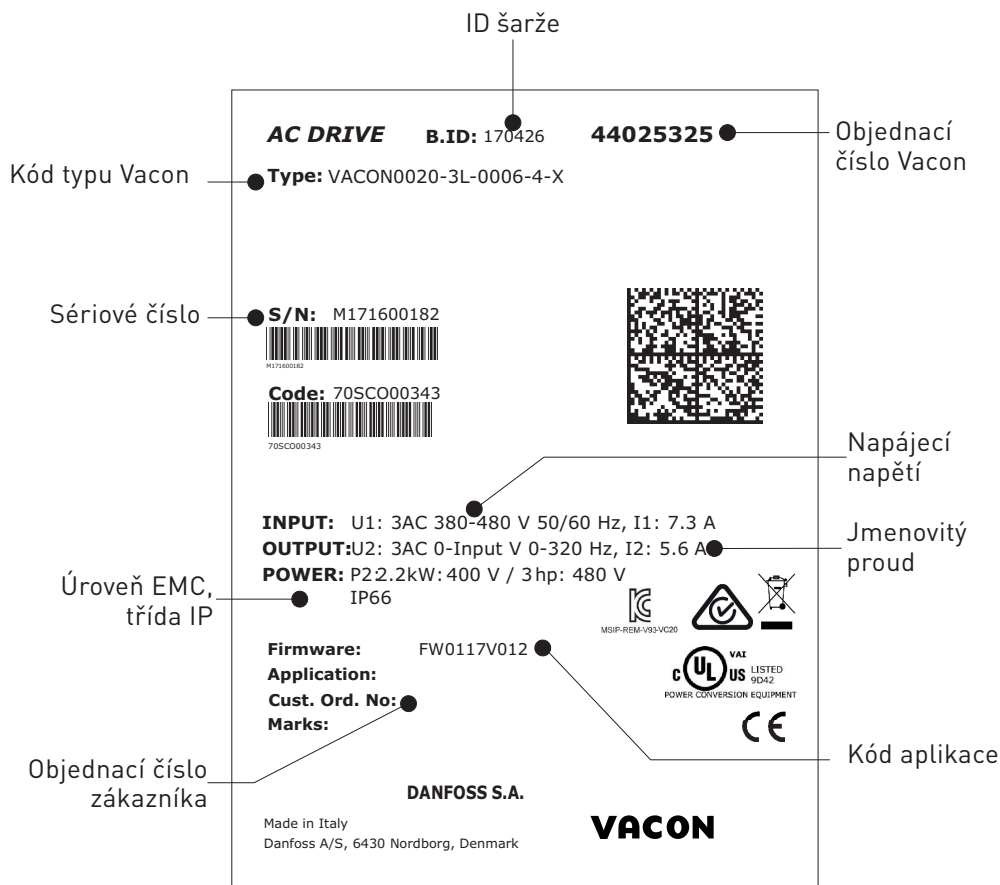 ID šarže
AC DRIVE B.ID: 170426 44025325
Objednací
číslo Vacon
Kód typu Vacon
Type: VACON0020-3L-0006-4-X
Sériové číslo
S/N: M171600182
M171600182
Code: 70SCO00343
70SCO00343
Napájecí
napětí
INPUT: U1: 3AC 380-480 V 50/60 Hz, I1: 7.3 A
OUTPUT:U2: 3AC 0-Input V 0-320 Hz, I2: 5.6 A
Jmenovitý
proud
POWER: P2:2.2kW: 400 V / 3hp: 480 V
IP66
Úroveň EMC,
třída IP
MSIP-REM-V93-VC20
Firmware: FW0117V012
Application:
Cust. Ord. No:
Marks:
VAI
C UL US LISTED
9D42
POWER CONVERSION EQUIPMENT
CE
Kód aplikace
Objednací číslo
zákazníka
DANFOSS S.A.
Made in Italy
Danfoss A/S, 6430 Nordborg, Denmark
VACON